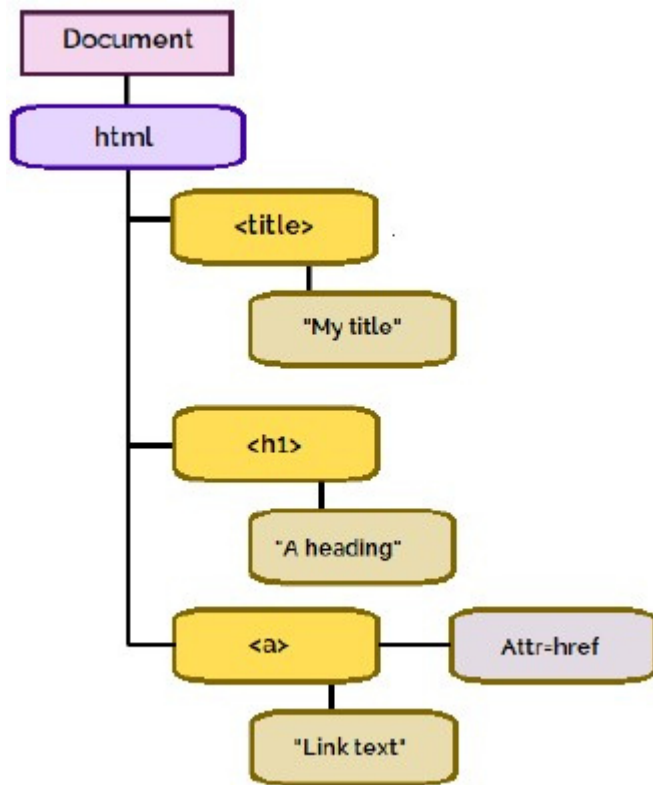 Document
html
<title>
"My title"
<h1>
"A heading"
<a>
Attr=href
"Link text"